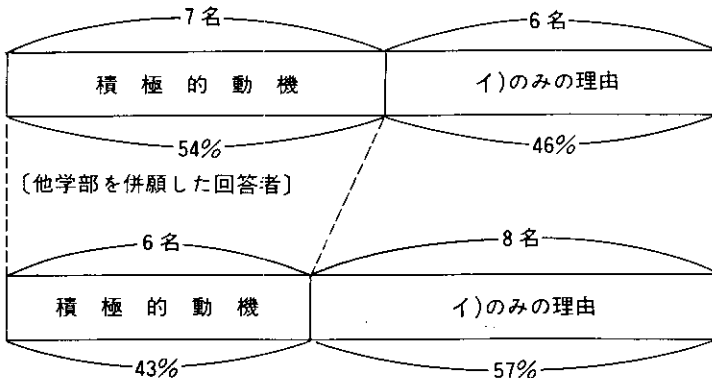 7名 6名
積極的動機 イ)のみの理由
54% 46%
〔他学部を併願した回答者〕
6名 8名
積極的動機 イ)のみの理由
43% 57%